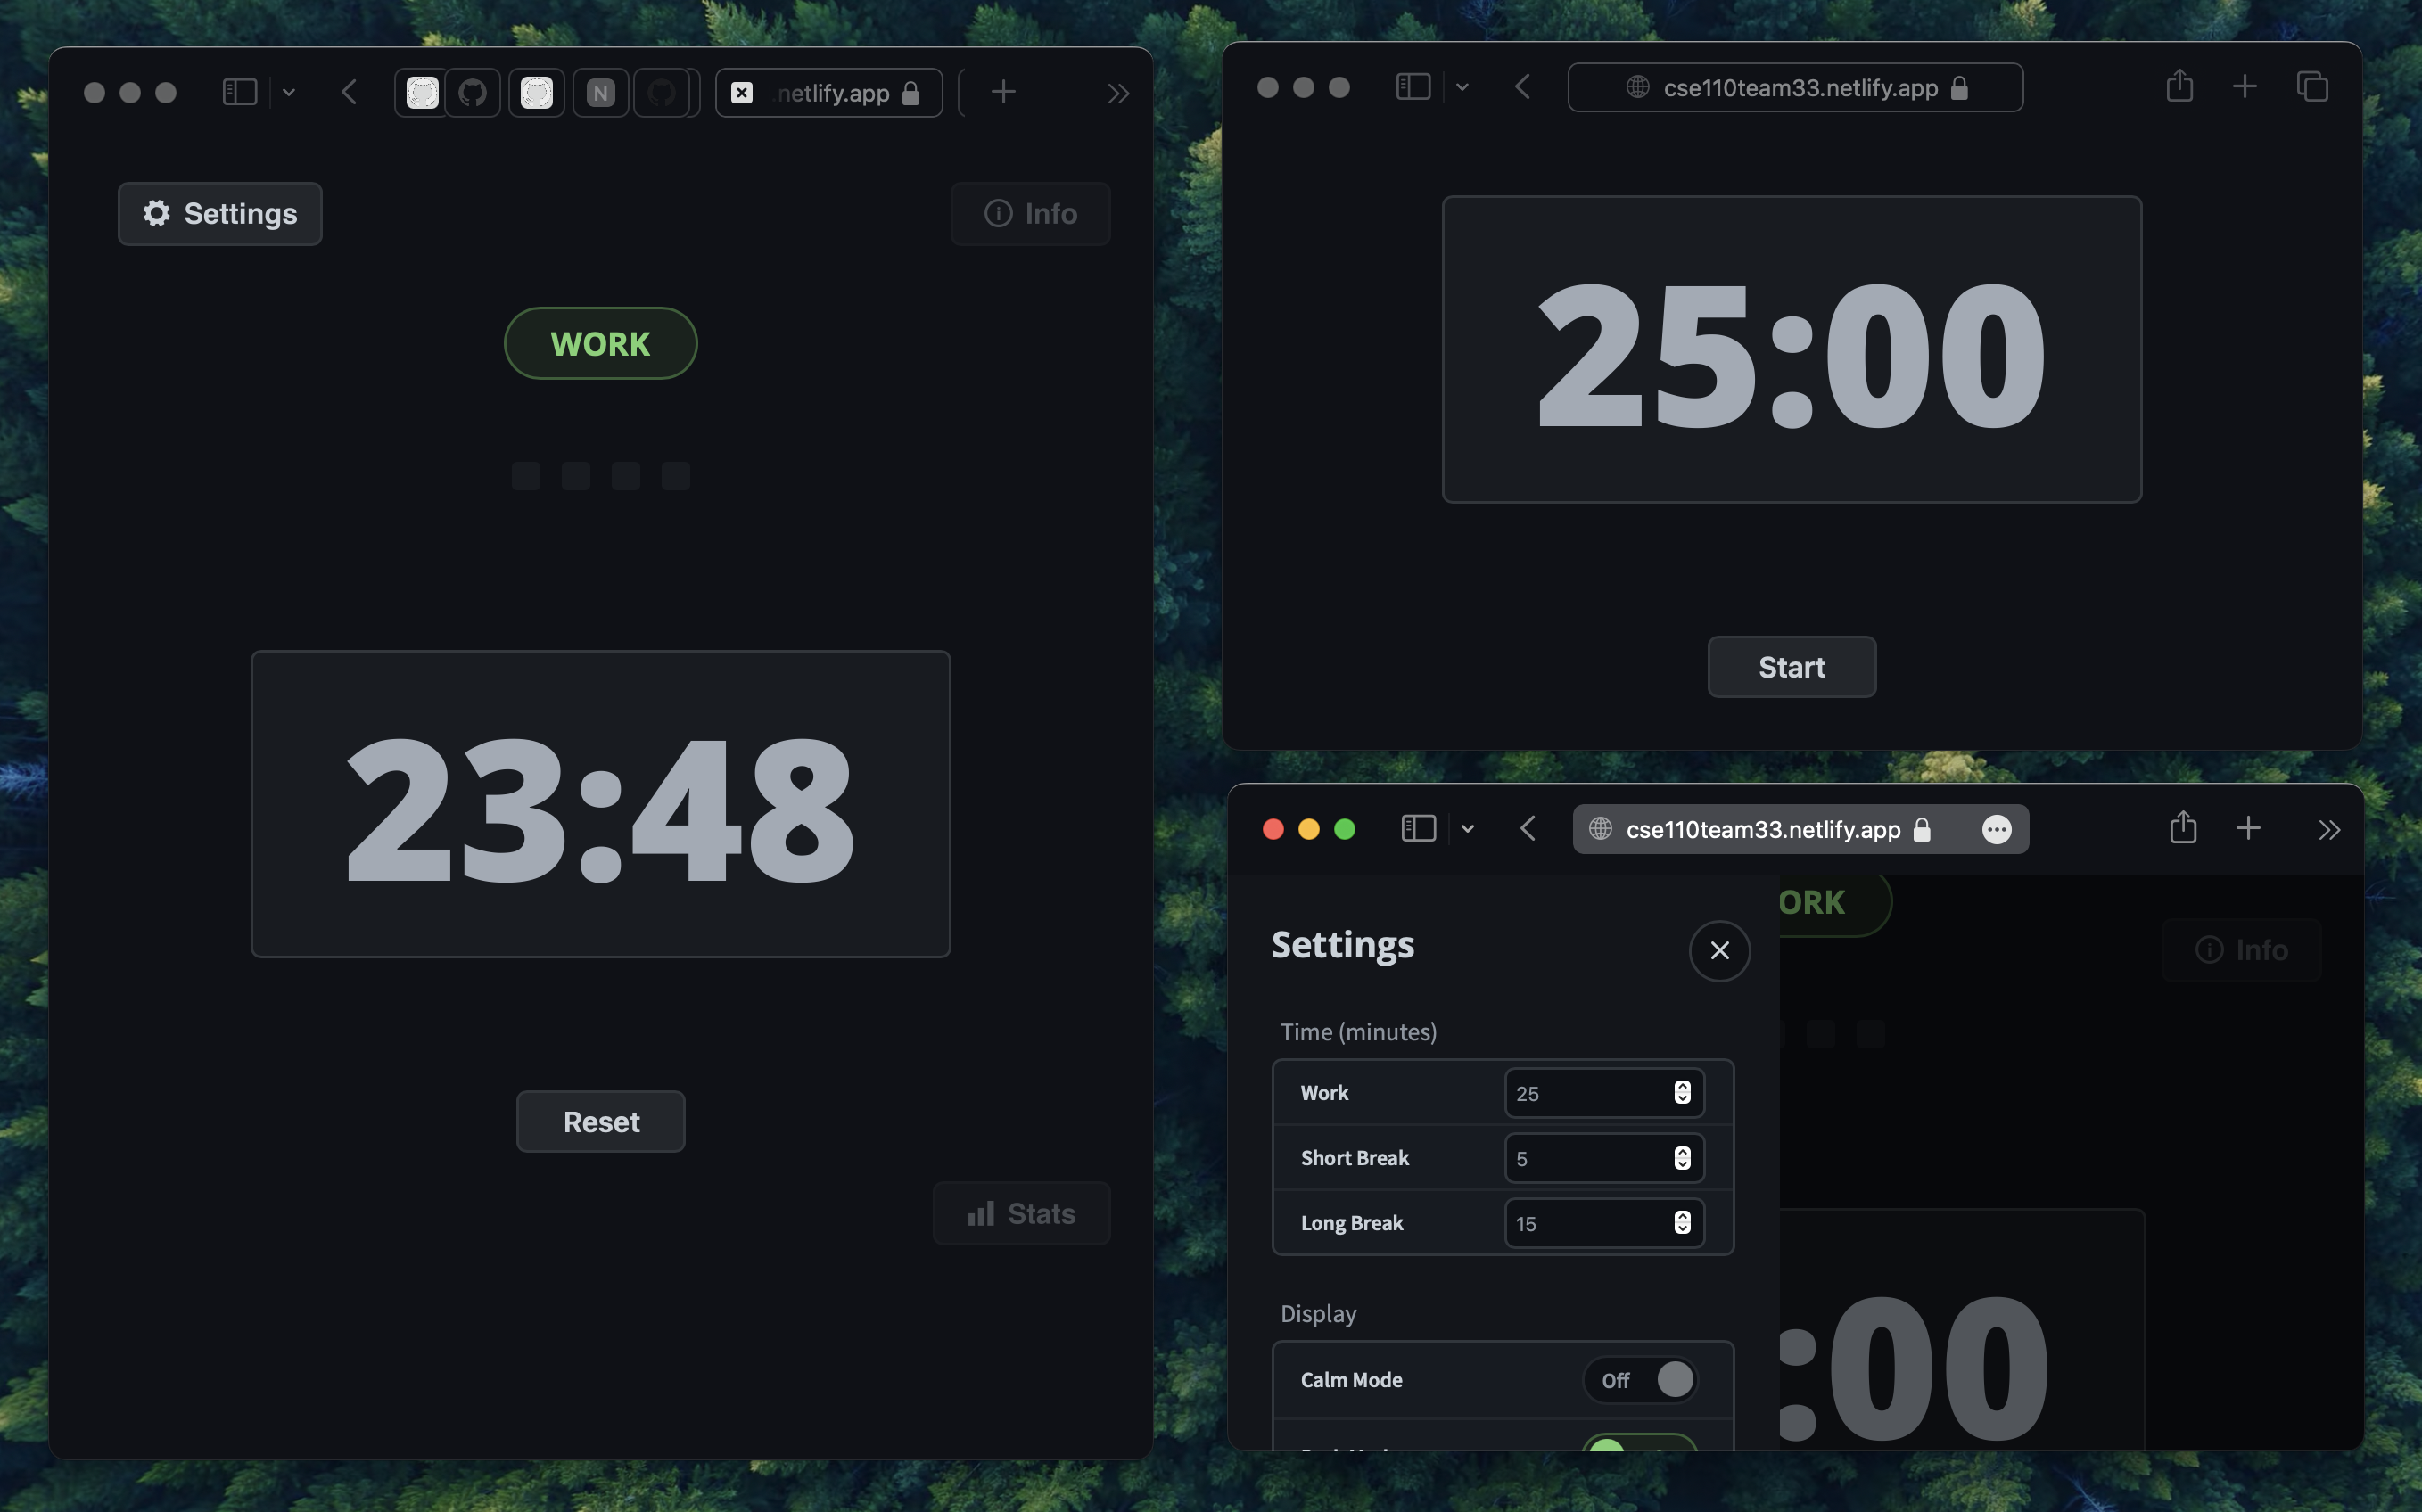 N
.netlify.app
Settings
Info
WORK
23:48
Reset
Stats
cse110team33.netlify.app
25:00
Start
cse110team33.netlify.app
Settings
ORK
Info
Time (minutes)
Work 25
Short Break 5
Long Break 15
Display
Calm Mode Off
:00